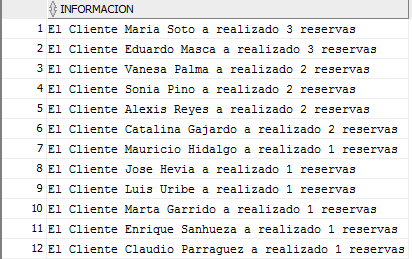 INFORMACION
1 El Cliente Maria Soto a realizado 3 reservas
2 El Cliente Eduardo Masca a realizado 3 reservas
3 El Cliente Vanesa Palma a realizado 2 reservas
4 El Cliente Sonia Pino a realizado 2 reservas
5 El Cliente Alexis Reyes a realizado 2 reservas
6 El Cliente Catalina Gajardo a realizado 2 reservas
7 El Cliente Mauricio Hidalgo a realizado 1 reservas
8 El Cliente Jose Hevia a realizado 1 reservas
9 El Cliente Luis Uribe a realizado 1 reservas
10 El Cliente Marta Garrido a realizado 1 reservas
11 El Cliente Enrique Sanhueza a realizado 1 reservas
12 El Cliente Claudio Parraguez a realizado 1 reservas